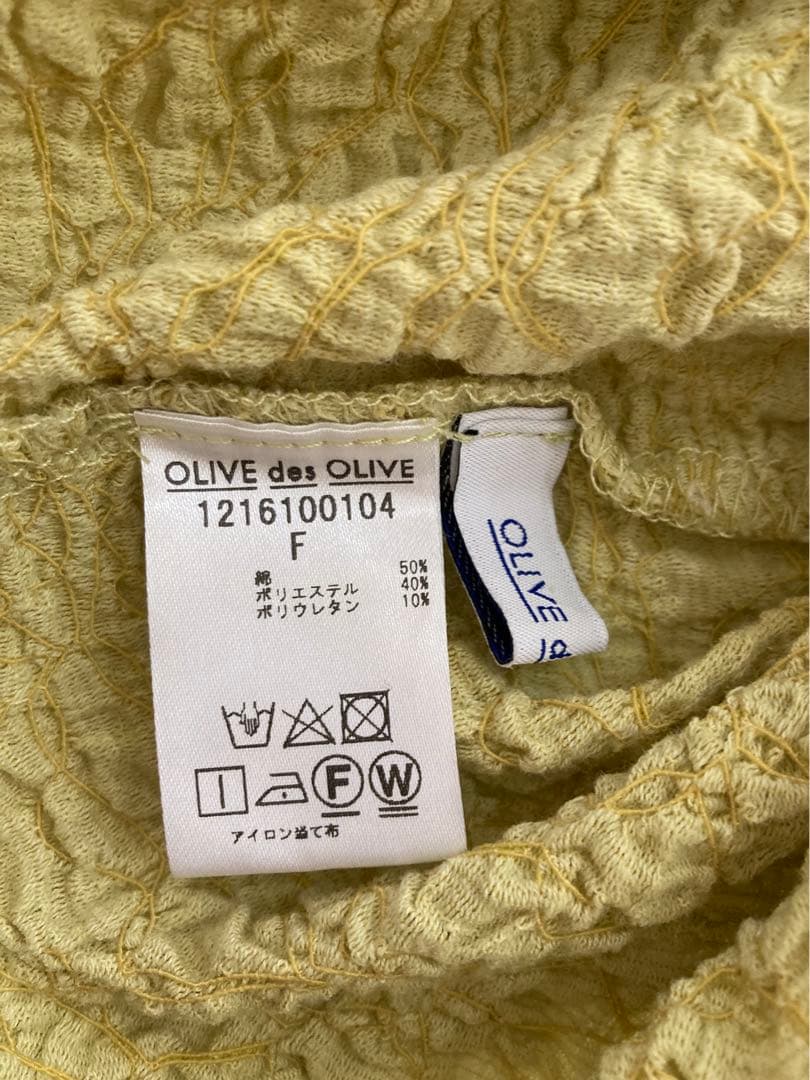 OLIVE des OLIVE
1216100104
F
綿 50%
ポリエステル 40%
ポリウレタン 10%
F W
アイロン当て布
OLIVE